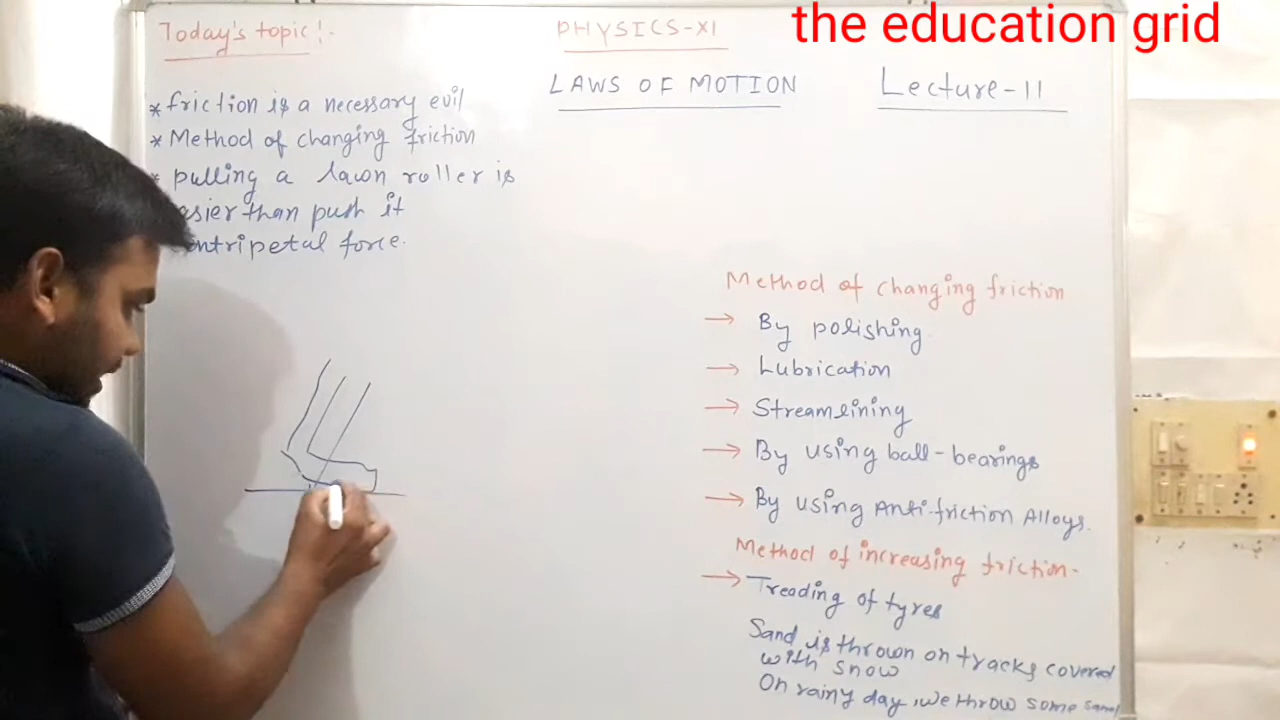 the education grid
Today's topic!-
PHYSICS-XI
LAWS OF MOTION
Lecture-11
* friction is a necessary evil
* Method of changing friction
* pulling a lawn roller is
asier than push it
ntripetal force.
Method of changing friction
→ By polishing
→ Lubrication
→ Streamlining
→ By using ball-bearings
→ By using Anti-friction Alloys.
Method of increasing friction-
→ Treading of tyres
Sand is thrown on tracks covered
with snow
On rainy day, we throw some sand